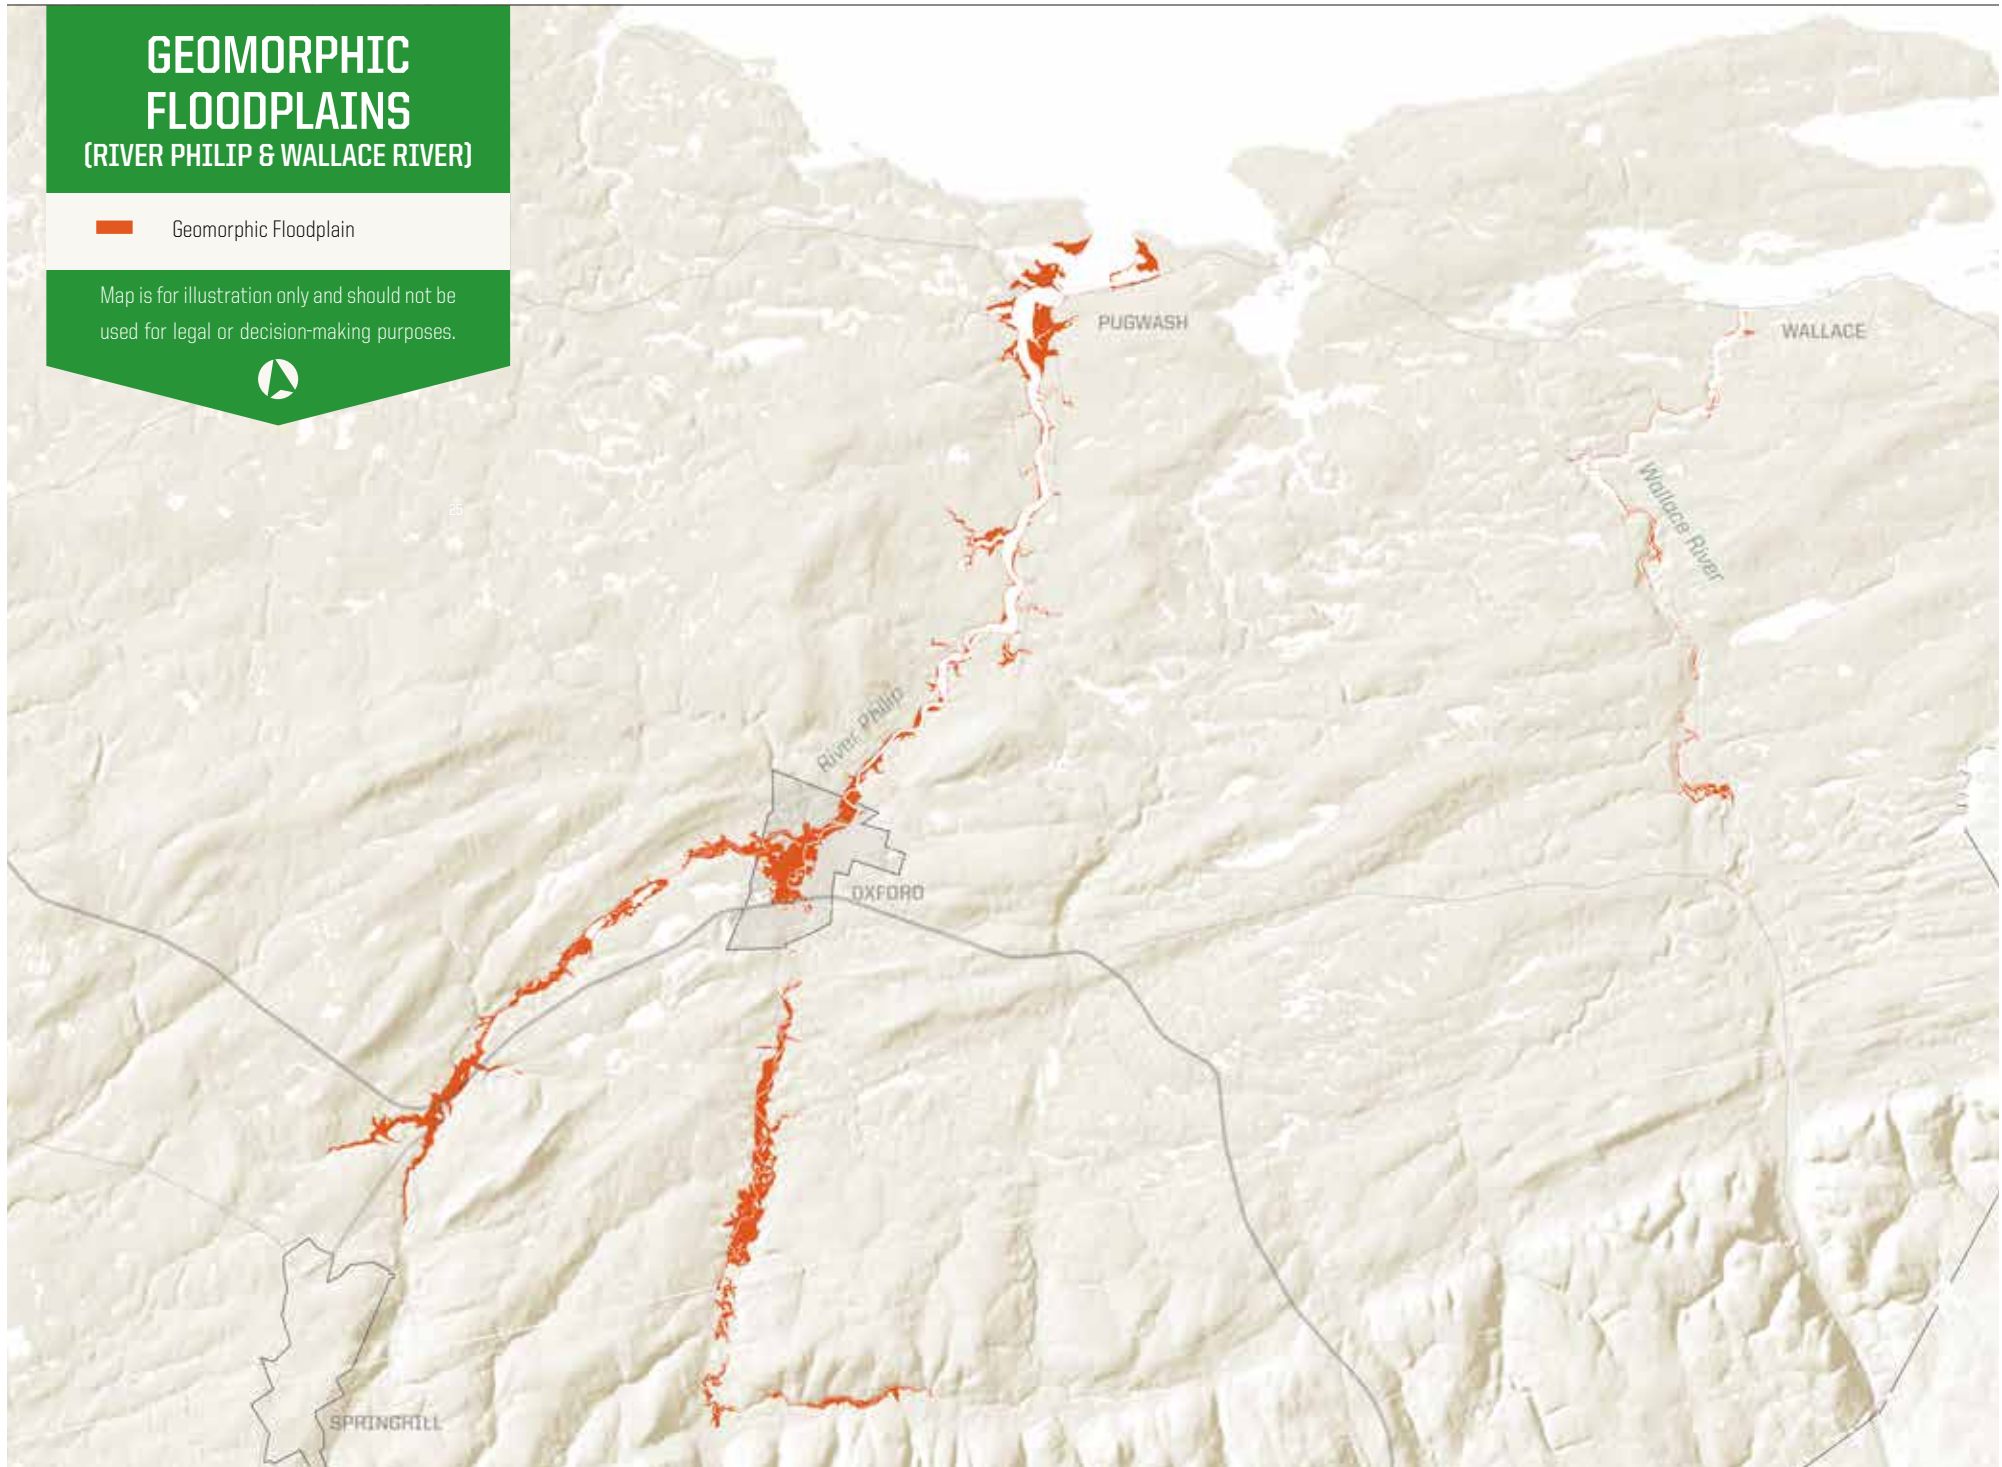 GEOMORPHIC
FLOODPLAINS
(RIVER PHILIP & WALLACE RIVER)
Geomorphic Floodplain
Map is for illustration only and should not be
used for legal or decision-making purposes.
PUGWASH
WALLACE
Wallace River
25
River Philip
OXFORD
SPRINGHILL